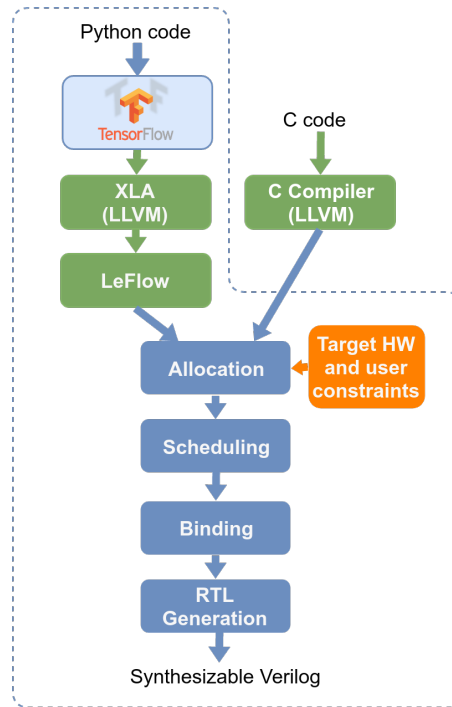 Python code
TensorFlow
C code
XLA
(LLVM)
C Compiler
(LLVM)
LeFlow
Target HW
and user
constraints
Allocation
Scheduling
Binding
RTL
Generation
Synthesizable Verilog